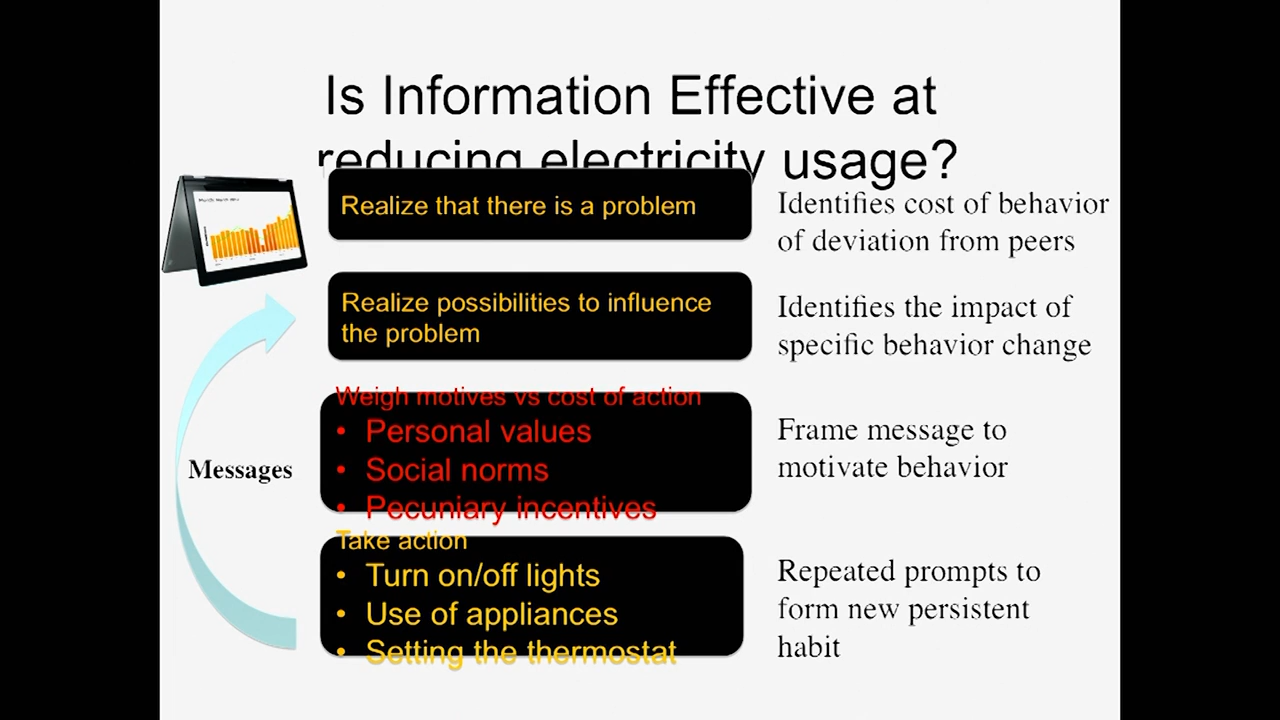 Is Information Effective at
reducing electricity usage?
Realize that there is a problem
Identifies cost of behavior
of deviation from peers
Realize possibilities to influence
the problem
Identifies the impact of
specific behavior change
Weigh motives vs cost of action
• Personal values
• Social norms
• Pecuniary incentives
Frame message to
motivate behavior
Messages
Take action
• Turn on/off lights
• Use of appliances
• Setting the thermostat
Repeated prompts to
form new persistent
habit